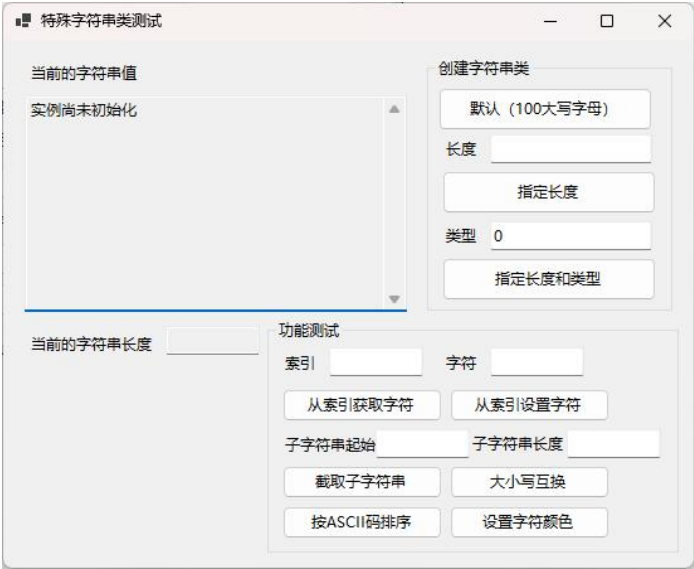 特殊字符串类测试
当前的字符串值
实例尚未初始化
创建字符串类
默认（100大写字母）
长度
指定长度
类型 0
指定长度和类型
当前的字符串长度
功能测试
索引 字符
从索引获取字符 从索引设置字符
子字符串起始 子字符串长度
截取子字符串 大小写互换
按ASCII码排序 设置字符颜色